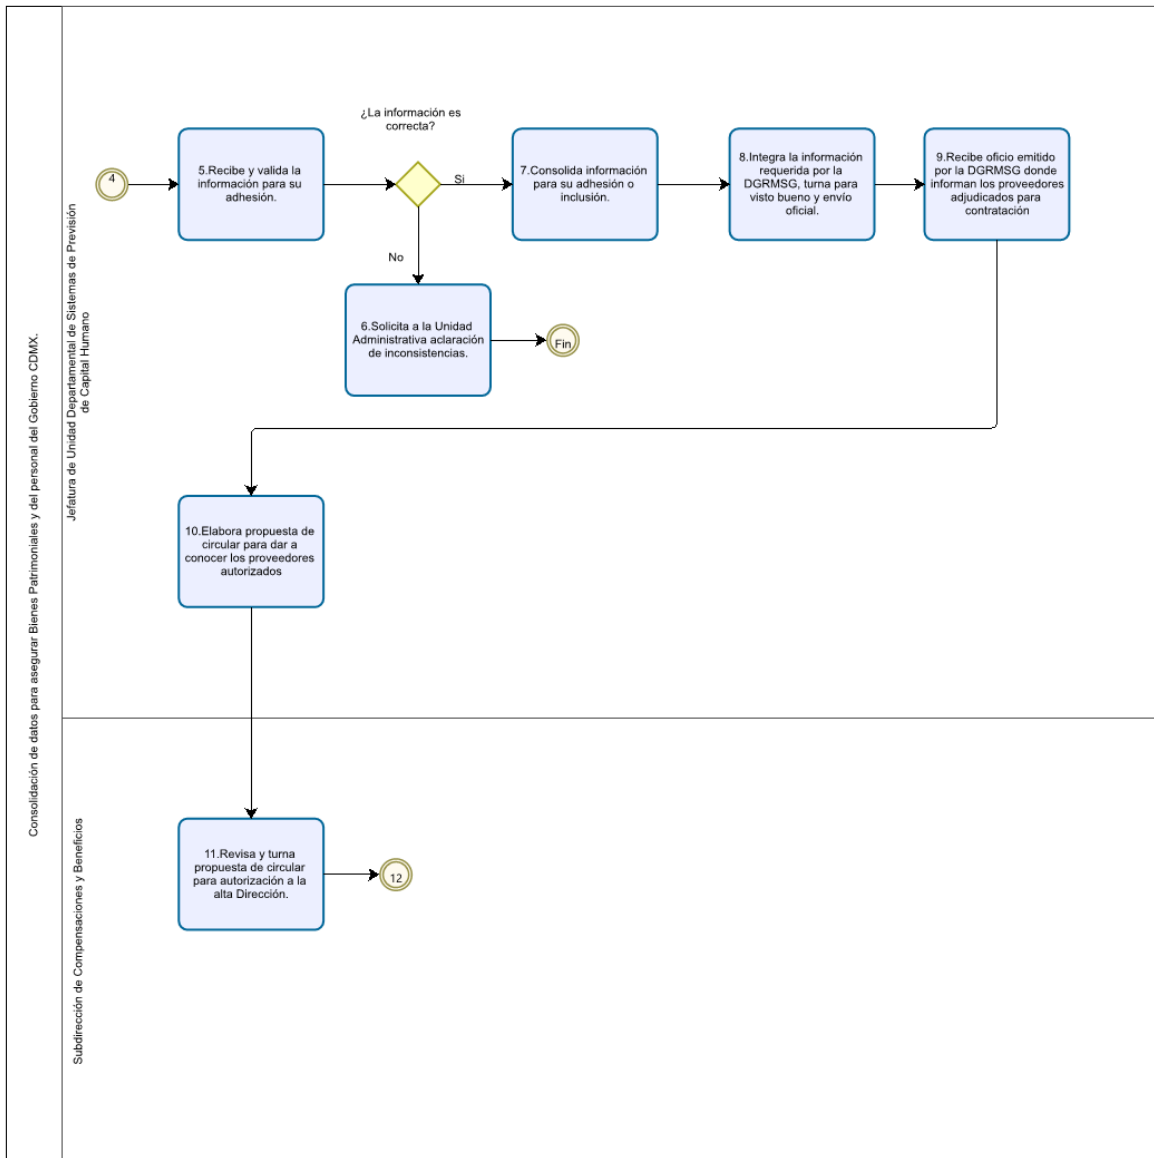 Consolidación de datos para asegurar Bienes Patrimoniales y del personal del Gobierno CDMX.
Jefatura de Unidad Departamental de Sistemas de Previsión
de Capital Humano
4
5.Recibe y valida la
información para su
adhesión.
¿La información es
correcta?
Si
No
7.Consolida información
para su adhesión o
inclusión.
8.Integra la información
requerida por la
DGRMSG, turna para
visto bueno y envío
oficial.
9.Recibe oficio emitido
por la DGRMSG donde
informan los proveedores
adjudicados para
contratación
6.Solicita a la Unidad
Administrativa aclaración
de inconsistencias.
Fin
10.Elabora propuesta de
circular para dar a
conocer los proveedores
autorizados
Subdirección de Compensaciones y Beneficios
11.Revisa y turna
propuesta de circular
para autorización a la
alta Dirección.
12